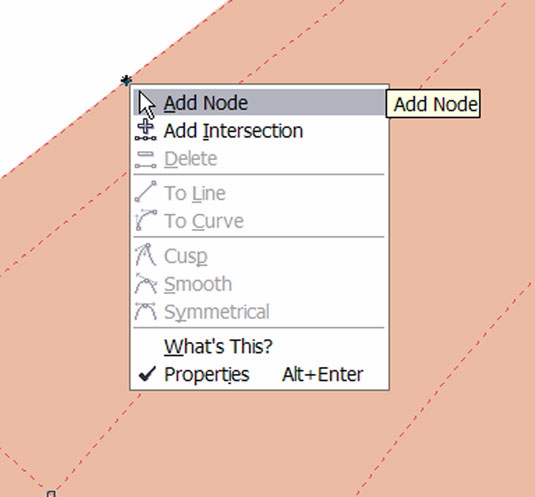 Add Node
Add Node
Add Intersection
Delete
To Line
To Curve
Cusp
Smooth
Symmetrical
What's This?
Properties Alt+Enter